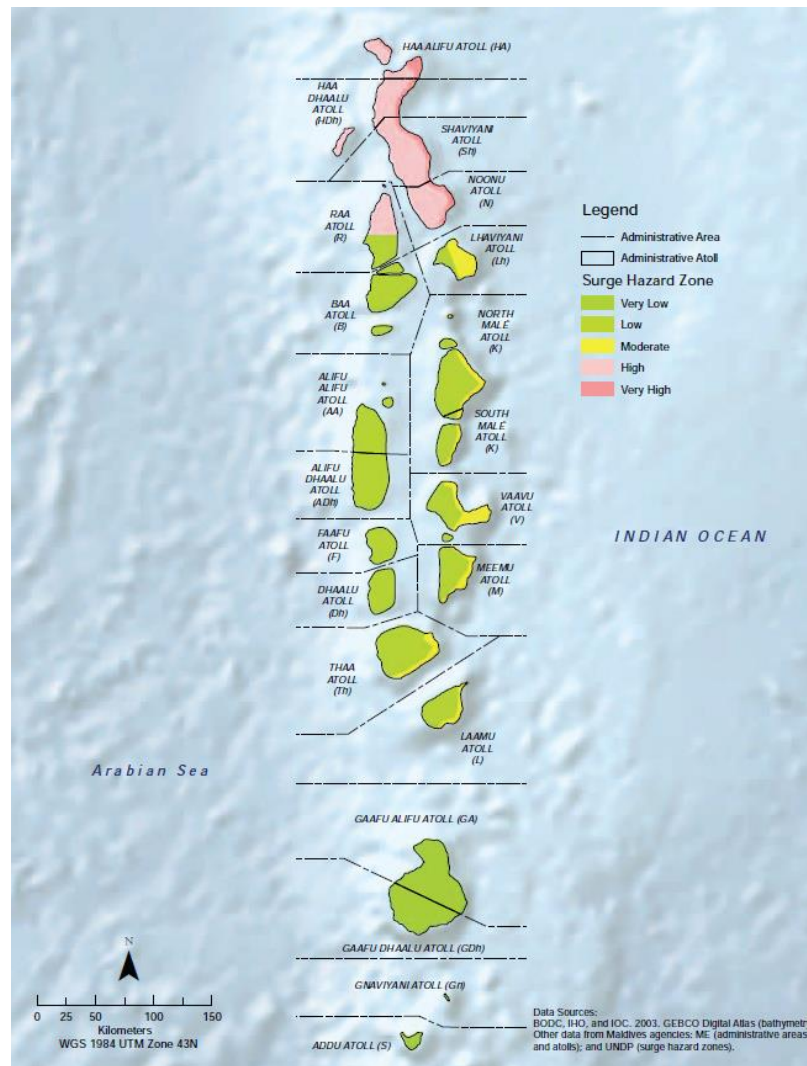 HAA ALIFU ATOLL (HA)
HAA
DHAALU
ATOLL
(HDh)
SHAVIYANI
ATOLL
(Sh)
NOONU
ATOLL
(N)
RAA
ATOLL
(R)
LHAVIYANI
ATOLL
(Lh)
BAA
ATOLL
(B)
NORTH
MALÉ
ATOLL
(K)
ALIFU
ALIFU
ATOLL
(AA)
SOUTH
MALÉ
ATOLL
(K)
ALIFU
DHAALU
ATOLL
(ADh)
VAAVU
ATOLL
(V)
FAAFU
ATOLL
(F)
MEEMU
ATOLL
(M)
DHAALU
ATOLL
(Dh)
THAA
ATOLL
(Th)
LAAMU
ATOLL
(L)
GAAFU ALIFU ATOLL (GA)
GAAFU DHAALU ATOLL (GDh)
GNAVIYANI ATOLL (Gn)
ADDU ATOLL (S)
Legend
Administrative Area
Administrative Atoll
Surge Hazard Zone
Very Low
Low
Moderate
High
Very High
INDIAN OCEAN
Arabian Sea
N
0 25 50 100 150
Kilometers
WGS 1984 UTM Zone 43N
Data Sources:
BODC, IHO, and IOC. 2003. GEBCO Digital Atlas (bathymetr
Other data from Maldives agencies: ME (administrative areas
and atolls); and UNDP (surge hazard zones).